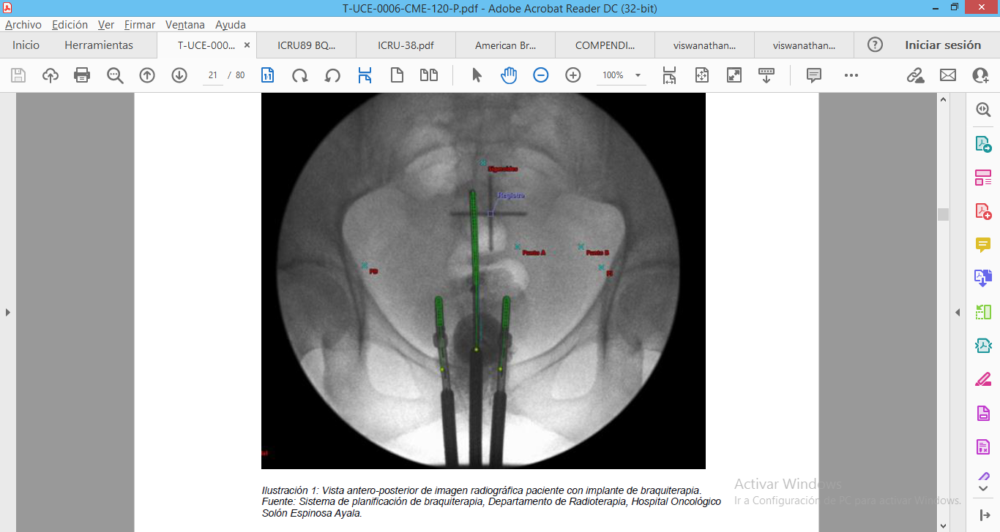 T-UCE-0006-CME-120-P.pdf - Adobe Acrobat Reader DC (32-bit)
Archivo Edición Ver Firmar Ventana Ayuda
Inicio Herramientas T-UCE-000... × ICRU89 BQ... ICRU-38.pdf American Br... COMPENDI... viswanathan... viswanathan... Iniciar sesión
21 / 80 1:1 100%
Sigmoides
Registro
Punto A Punto B
PD PI
Ilustración 1: Vista antero-posterior de imagen radiográfica paciente con implante de braquiterapia.
Fuente: Sistema de planificación de braquiterapia, Departamento de Radioterapia, Hospital Oncológico
Solón Espinosa Ayala.
Activar Windows
Ir a Configuración de PC para activar Windows.